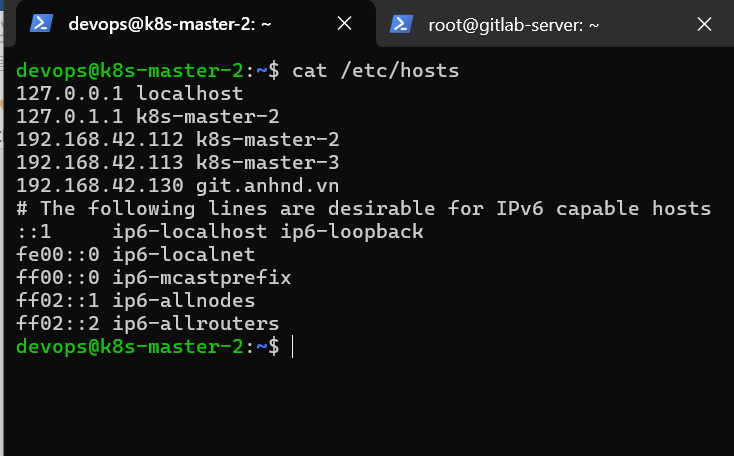 devops@k8s-master-2: ~
root@gitlab-server: ~
devops@k8s-master-2:~$ cat /etc/hosts
127.0.0.1 localhost
127.0.1.1 k8s-master-2
192.168.42.112 k8s-master-2
192.168.42.113 k8s-master-3
192.168.42.130 git.anhnd.vn
# The following lines are desirable for IPv6 capable hosts
::1     ip6-localhost ip6-loopback
fe00::0 ip6-localnet
ff00::0 ip6-mcastprefix
ff02::1 ip6-allnodes
ff02::2 ip6-allrouters
devops@k8s-master-2:~$